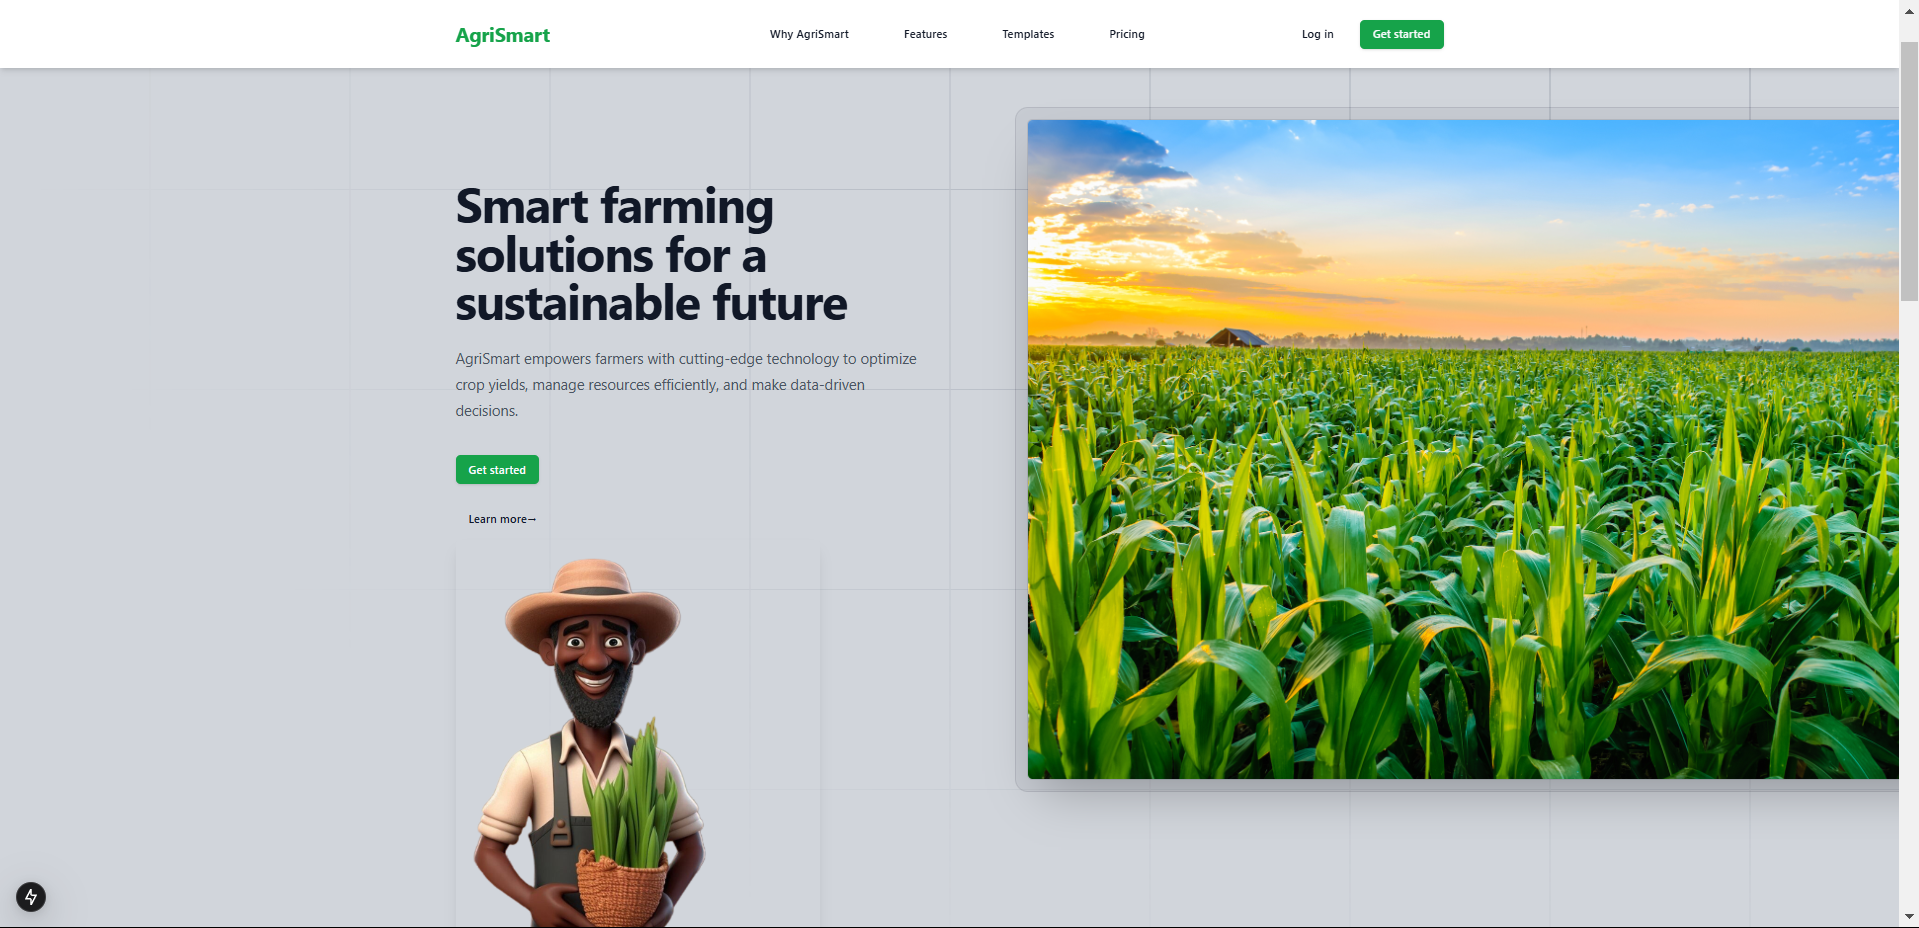 AgriSmart
Why AgriSmart
Features
Templates
Pricing
Log in
Get started
Smart farming
solutions for a
sustainable future
AgriSmart empowers farmers with cutting-edge technology to optimize
crop yields, manage resources efficiently, and make data-driven
decisions.
Get started
Learn more→